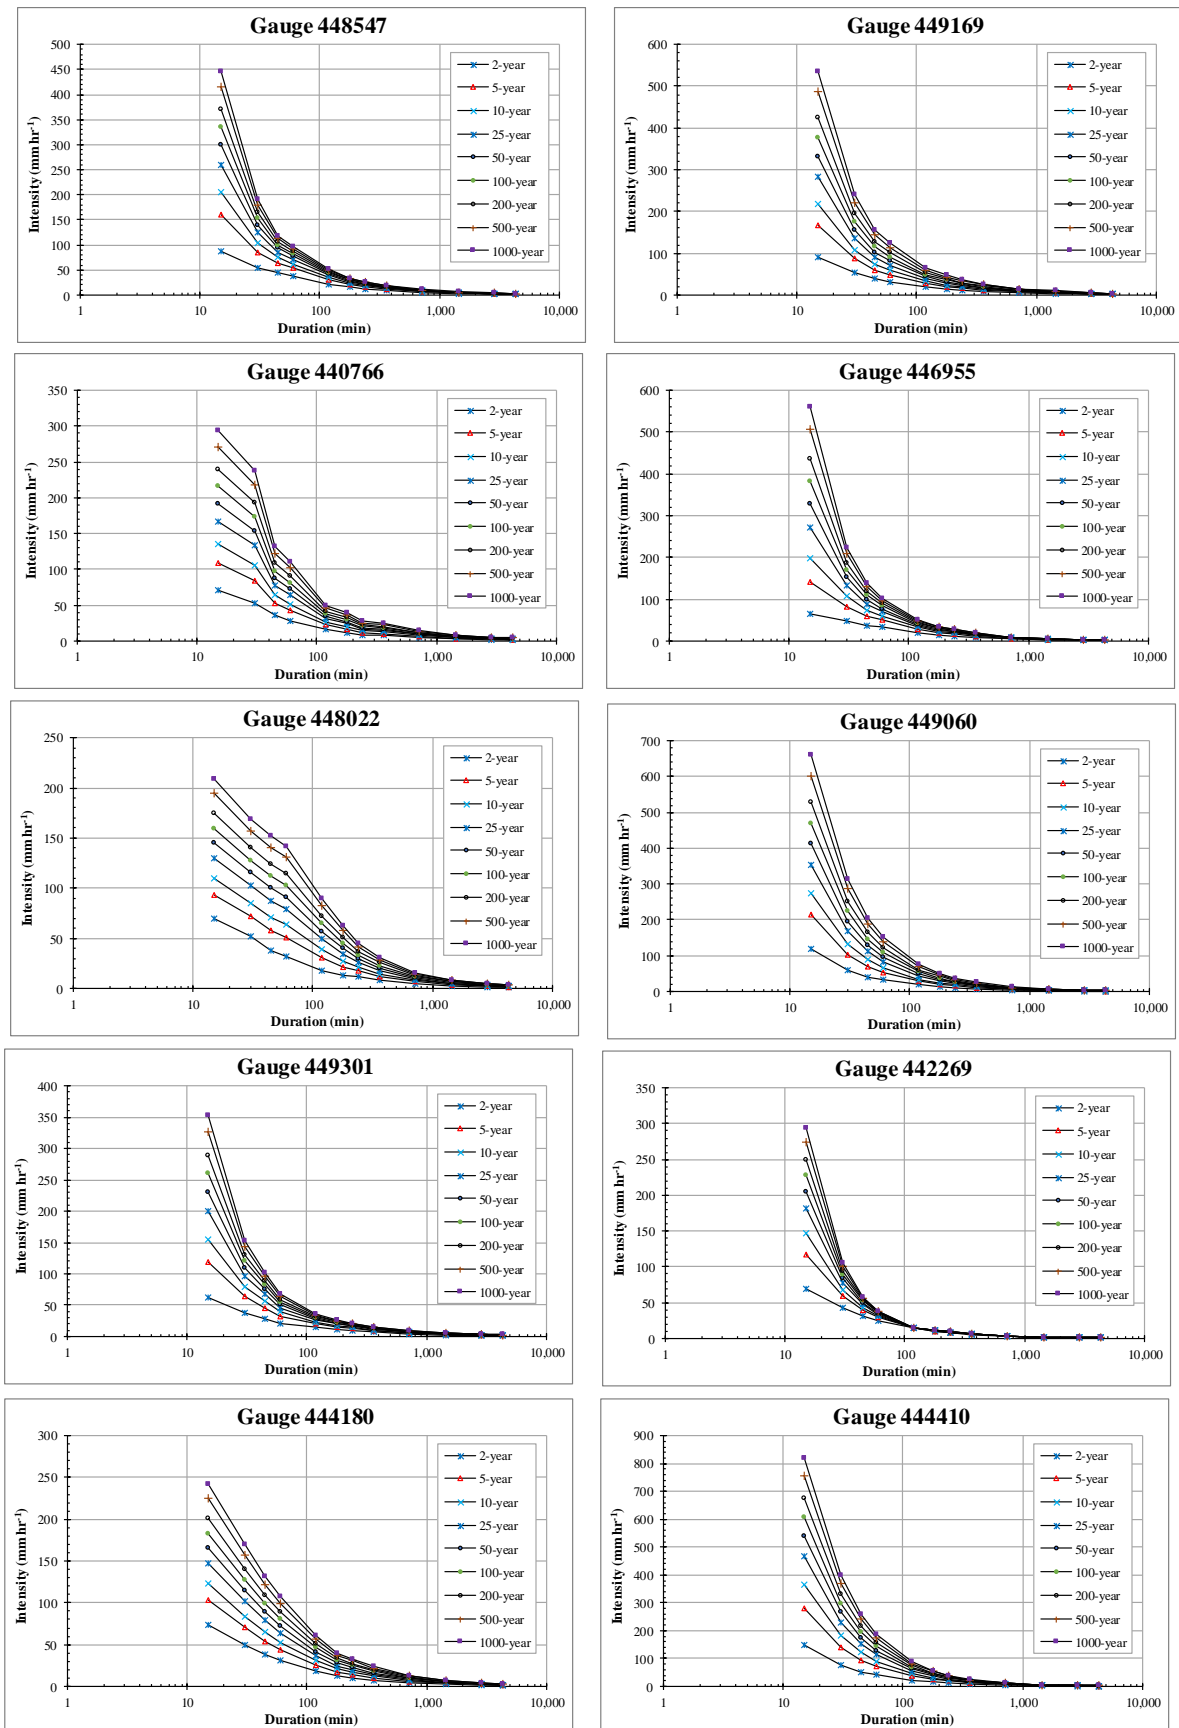 Gauge 448547
500
450
400
350
300
250
200
150
100
50
0
Intensity (mm hr-1)
1
10
100
1,000
10,000
Duration (min)
2-year
5-year
10-year
25-year
50-year
100-year
200-year
500-year
1000-year
Gauge 449169
600
500
400
300
200
100
0
Intensity (mm hr-1)
1
10
100
1,000
10,000
Duration (min)
2-year
5-year
10-year
25-year
50-year
100-year
200-year
500-year
1000-year
Gauge 440766
350
300
250
200
150
100
50
0
Intensity (mm hr-1)
1
10
100
1,000
10,000
Duration (min)
2-year
5-year
10-year
25-year
50-year
100-year
200-year
500-year
1000-year
Gauge 446955
600
500
400
300
200
100
0
Intensity (mm hr-1)
1
10
100
1,000
10,000
Duration (min)
2-year
5-year
10-year
25-year
50-year
100-year
200-year
500-year
1000-year
Gauge 448022
250
200
150
100
50
0
Intensity (mm hr-1)
1
10
100
1,000
10,000
Duration (min)
2-year
5-year
10-year
25-year
50-year
100-year
200-year
500-year
1000-year
Gauge 449060
700
600
500
400
300
200
100
0
Intensity (mm hr-1)
1
10
100
1,000
10,000
Duration (min)
2-year
5-year
10-year
25-year
50-year
100-year
200-year
500-year
1000-year
Gauge 449301
400
350
300
250
200
150
100
50
0
Intensity (mm hr-1)
1
10
100
1,000
10,000
Duration (min)
2-year
5-year
10-year
25-year
50-year
100-year
200-year
500-year
1000-year
Gauge 442269
350
300
250
200
150
100
50
0
Intensity (mm hr-1)
1
10
100
1,000
10,000
Duration (min)
2-year
5-year
10-year
25-year
50-year
100-year
200-year
500-year
1000-year
Gauge 444180
300
250
200
150
100
50
0
Intensity (mm hr-1)
1
10
100
1,000
10,000
Duration (min)
2-year
5-year
10-year
25-year
50-year
100-year
200-year
500-year
1000-year
Gauge 444410
900
800
700
600
500
400
300
200
100
0
Intensity (mm hr-1)
1
10
100
1,000
10,000
Duration (min)
2-year
5-year
10-year
25-year
50-year
100-year
200-year
500-year
1000-year